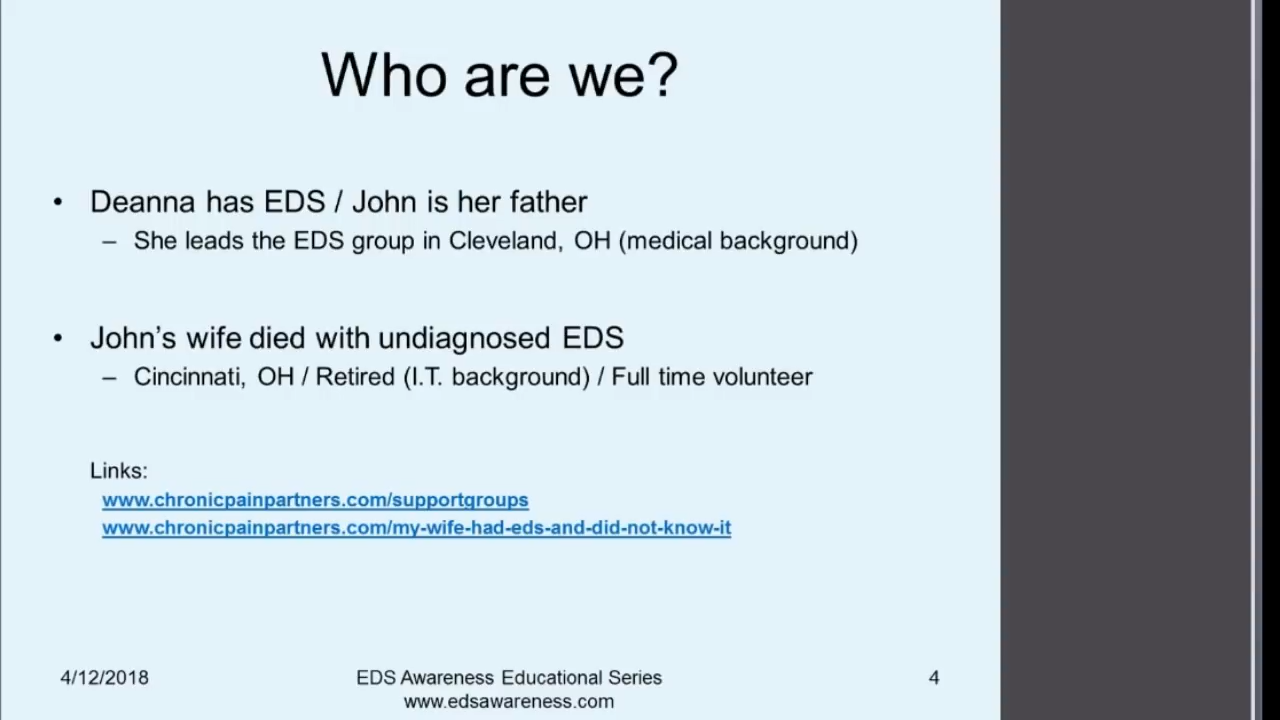 Who are we?
• Deanna has EDS / John is her father
– She leads the EDS group in Cleveland, OH (medical background)
• John’s wife died with undiagnosed EDS
– Cincinnati, OH / Retired (I.T. background) / Full time volunteer
Links:
www.chronicpainpartners.com/supportgroups
www.chronicpainpartners.com/my-wife-had-eds-and-did-not-know-it
4/12/2018 EDS Awareness Educational Series 4
www.edsawareness.com